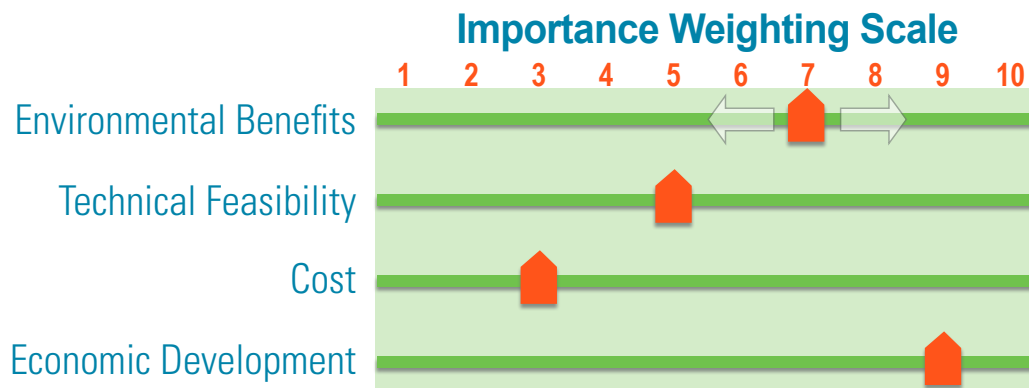 Importance Weighting Scale
1 2 3 4 5 6 7 8 9 10
Environmental Benefits
Technical Feasibility
Cost
Economic Development